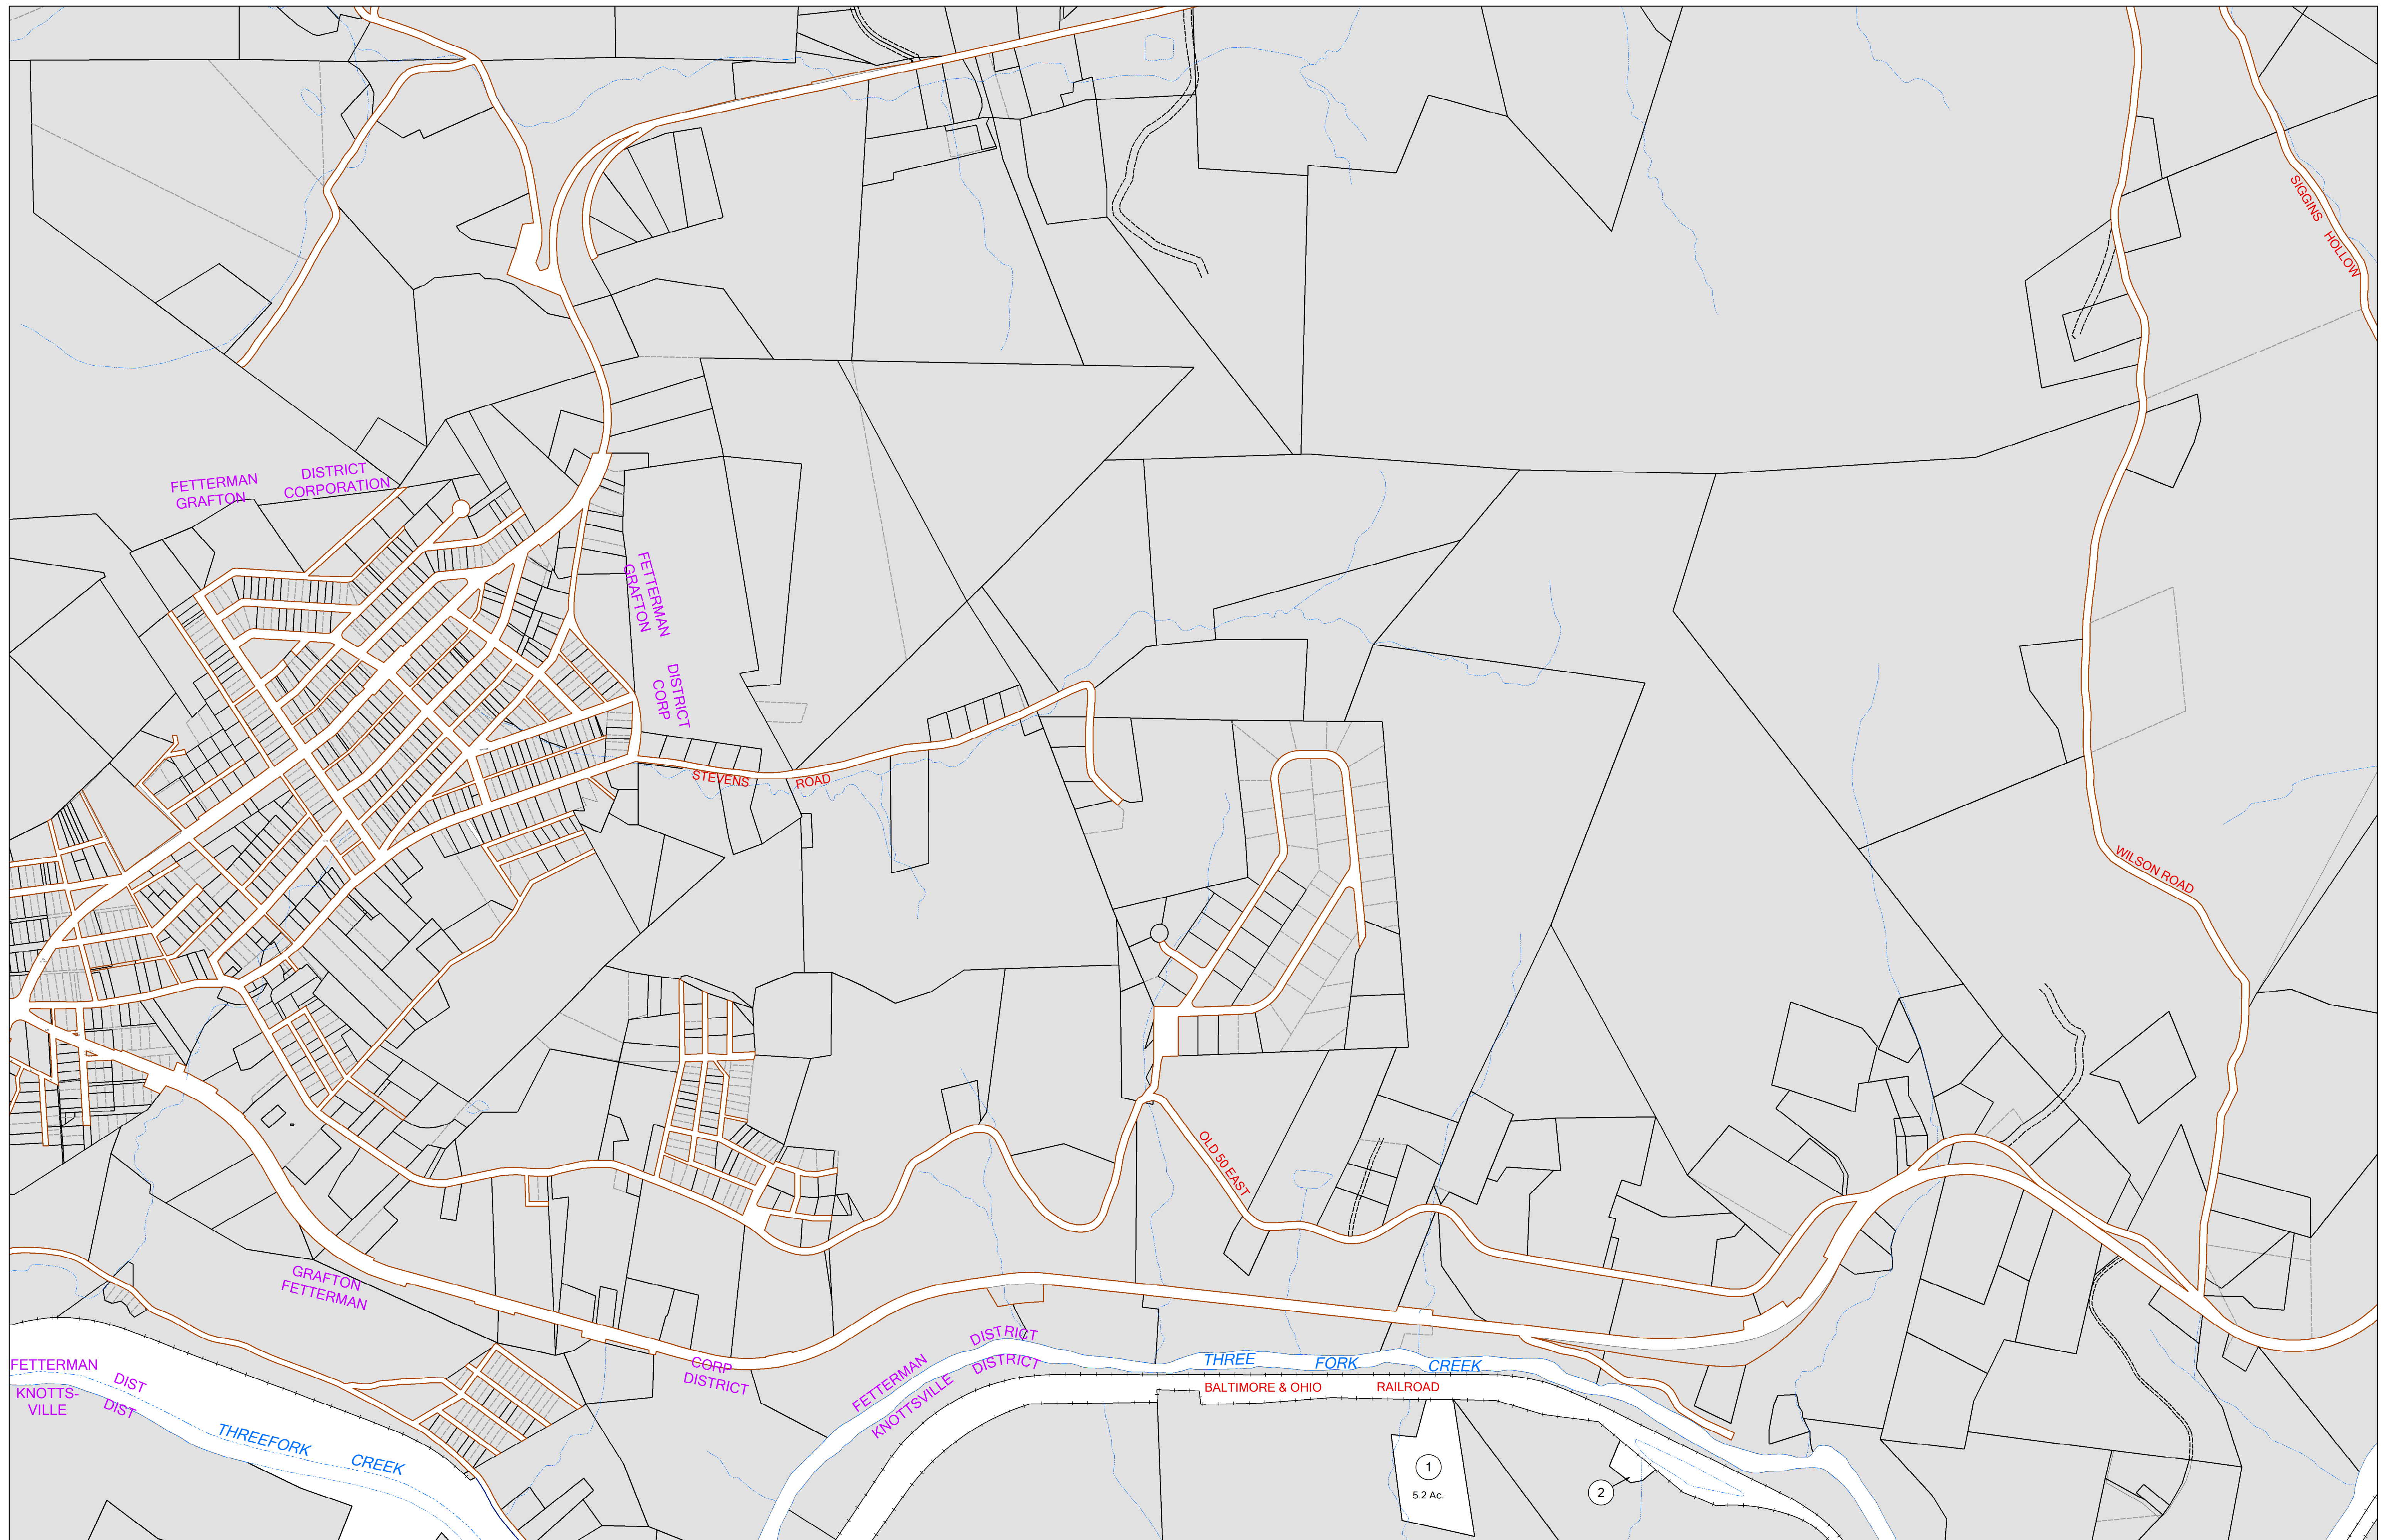 SIGGINS HOLLOW
FETTERMAN DISTRICT
GRAFTON CORPORATION
FETTERMAN DISTRICT
GRAFTON CORP
STEVENS ROAD
WILSON ROAD
OLD 50 EAST
GRAFTON CORP
FETTERMAN DISTRICT
FETTERMAN DISTRICT
KNOTTSVILLE DISTRICT
THREE FORK CREEK
BALTIMORE & OHIO RAILROAD
FETTERMAN DIST
KNOTTS-
VILLE DIST
THREEFORK CREEK
1
5.2 Ac.
2